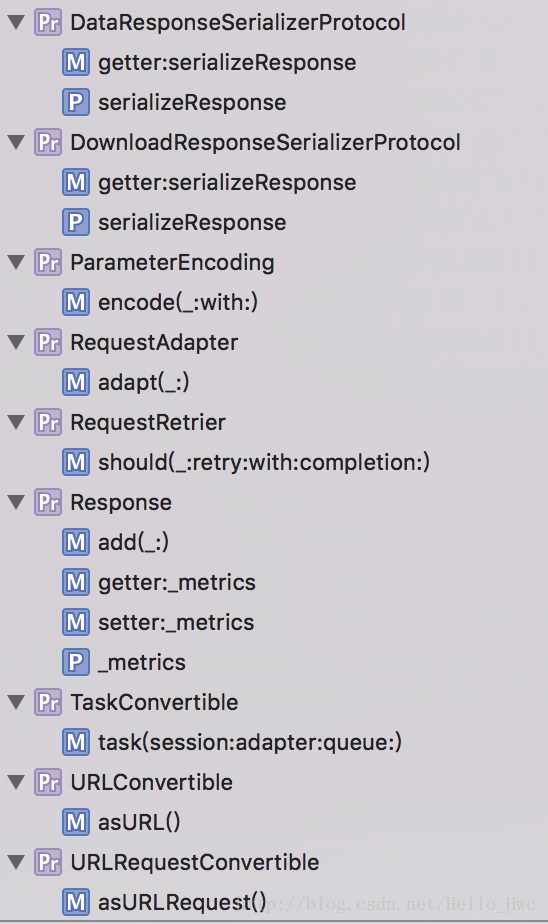 Pr DataResponseSerializerProtocol
M getter:serializeResponse
P serializeResponse
Pr DownloadResponseSerializerProtocol
M getter:serializeResponse
P serializeResponse
Pr ParameterEncoding
M encode(_:with:)
Pr RequestAdapter
M adapt(_:)
Pr RequestRetrier
M should(_:retry:with:completion:)
Pr Response
M add(_:)
M getter:_metrics
M setter:_metrics
P _metrics
Pr TaskConvertible
M task(session:adapter:queue:)
Pr URLConvertible
M asURL()
Pr URLRequestConvertible
M asURLRequest()
http://blog.csdn.net/Hello_Hwc